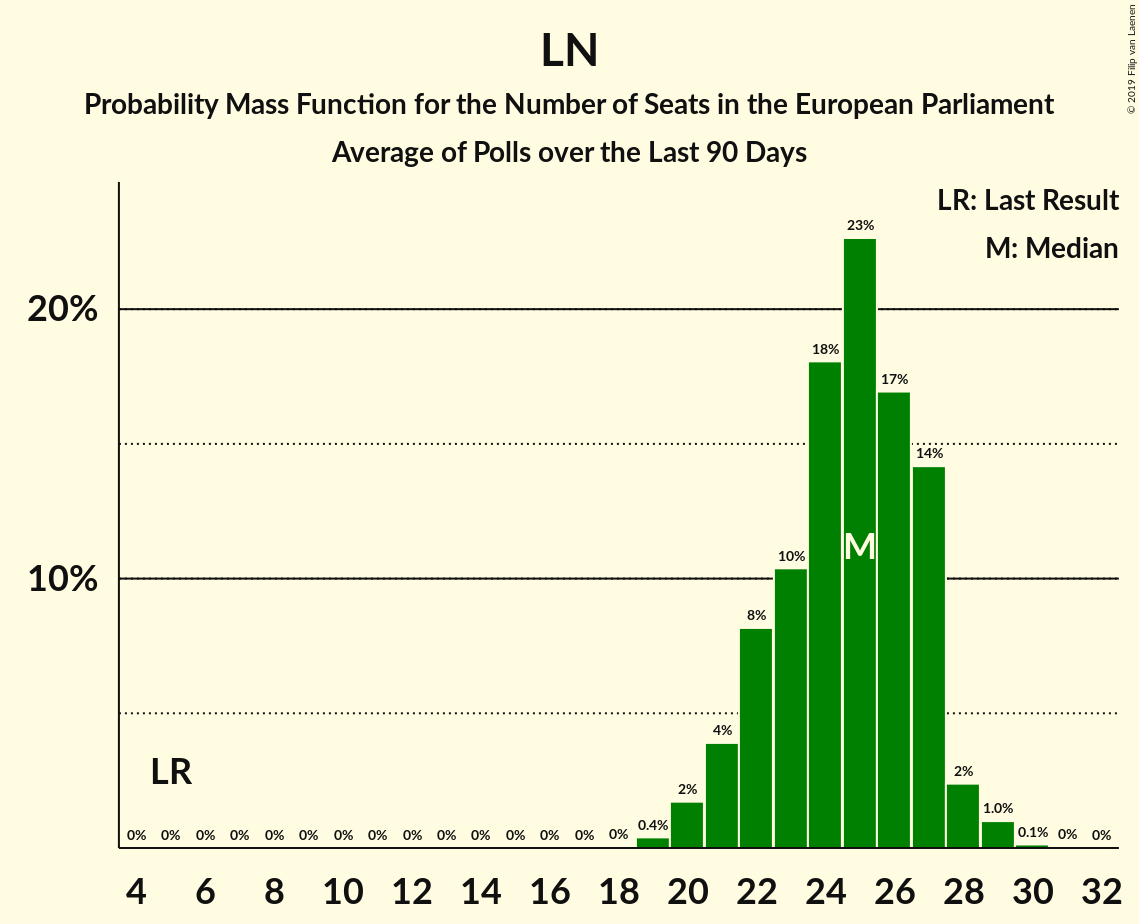 LN
Probability Mass Function for the Number of Seats in the European Parliament
Average of Polls over the Last 90 Days
© 2019 Filip van Laenen
LR: Last Result
M: Median
23%
20%
18%
17%
14%
M
10%
10%
8%
4%
LR
2%
2%
0% 0% 0% 0% 0% 0% 0% 0% 0% 0% 0% 0% 0% 0% 0% 0.4% 1.0% 0.1% 0% 0%
4 6 8 10 12 14 16 18 20 22 24 26 28 30 32